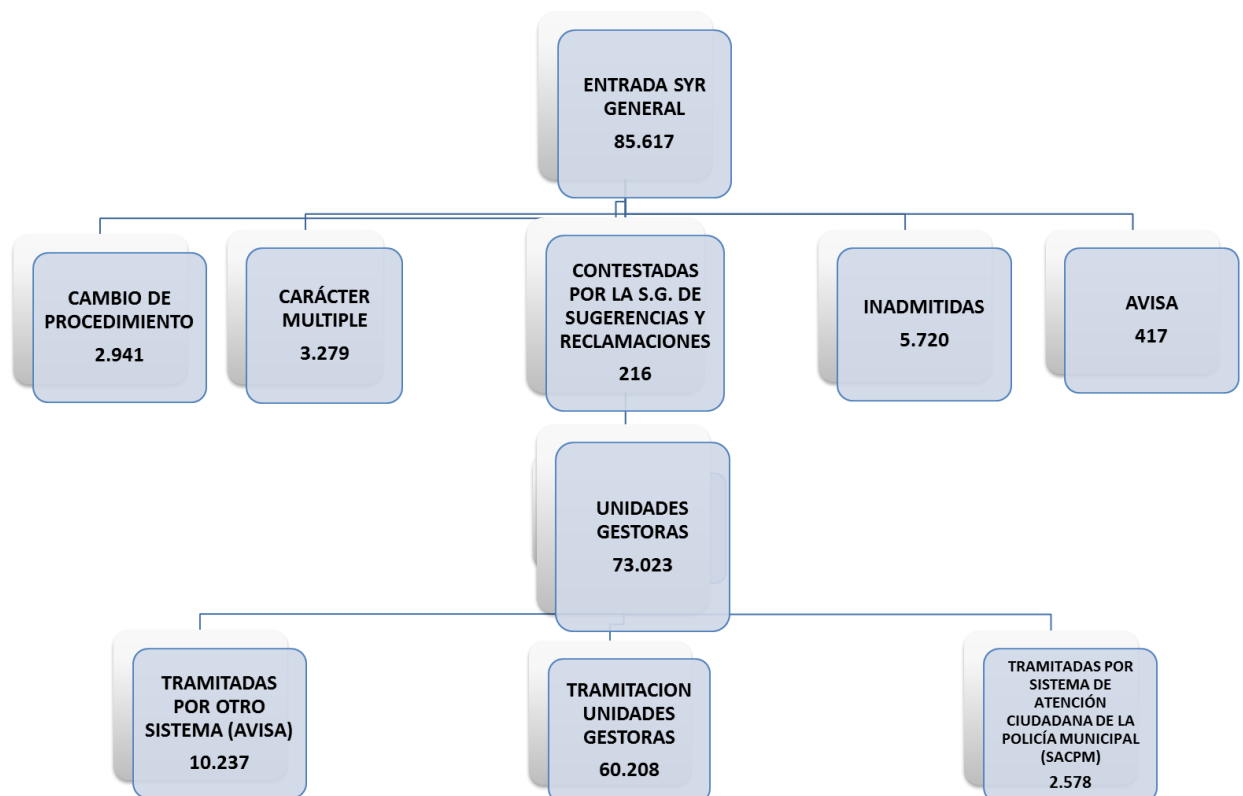 ENTRADA SYR
GENERAL
85.617
CAMBIO DE
PROCEDIMIENTO
2.941
CARÁCTER
MULTIPLE
3.279
CONTESTADAS
POR LA S.G. DE
SUGERENCIAS Y
RECLAMACIONES
216
INADMITIDAS
5.720
AVISA
417
UNIDADES
GESTORAS
73.023
TRAMITADAS
POR OTRO
SISTEMA (AVISA)
10.237
TRAMITACION
UNIDADES
GESTORAS
60.208
TRAMITADAS POR
SISTEMA DE
ATENCIÓN
CIUDADANA DE LA
POLICÍA MUNICIPAL
(SACPM)
2.578